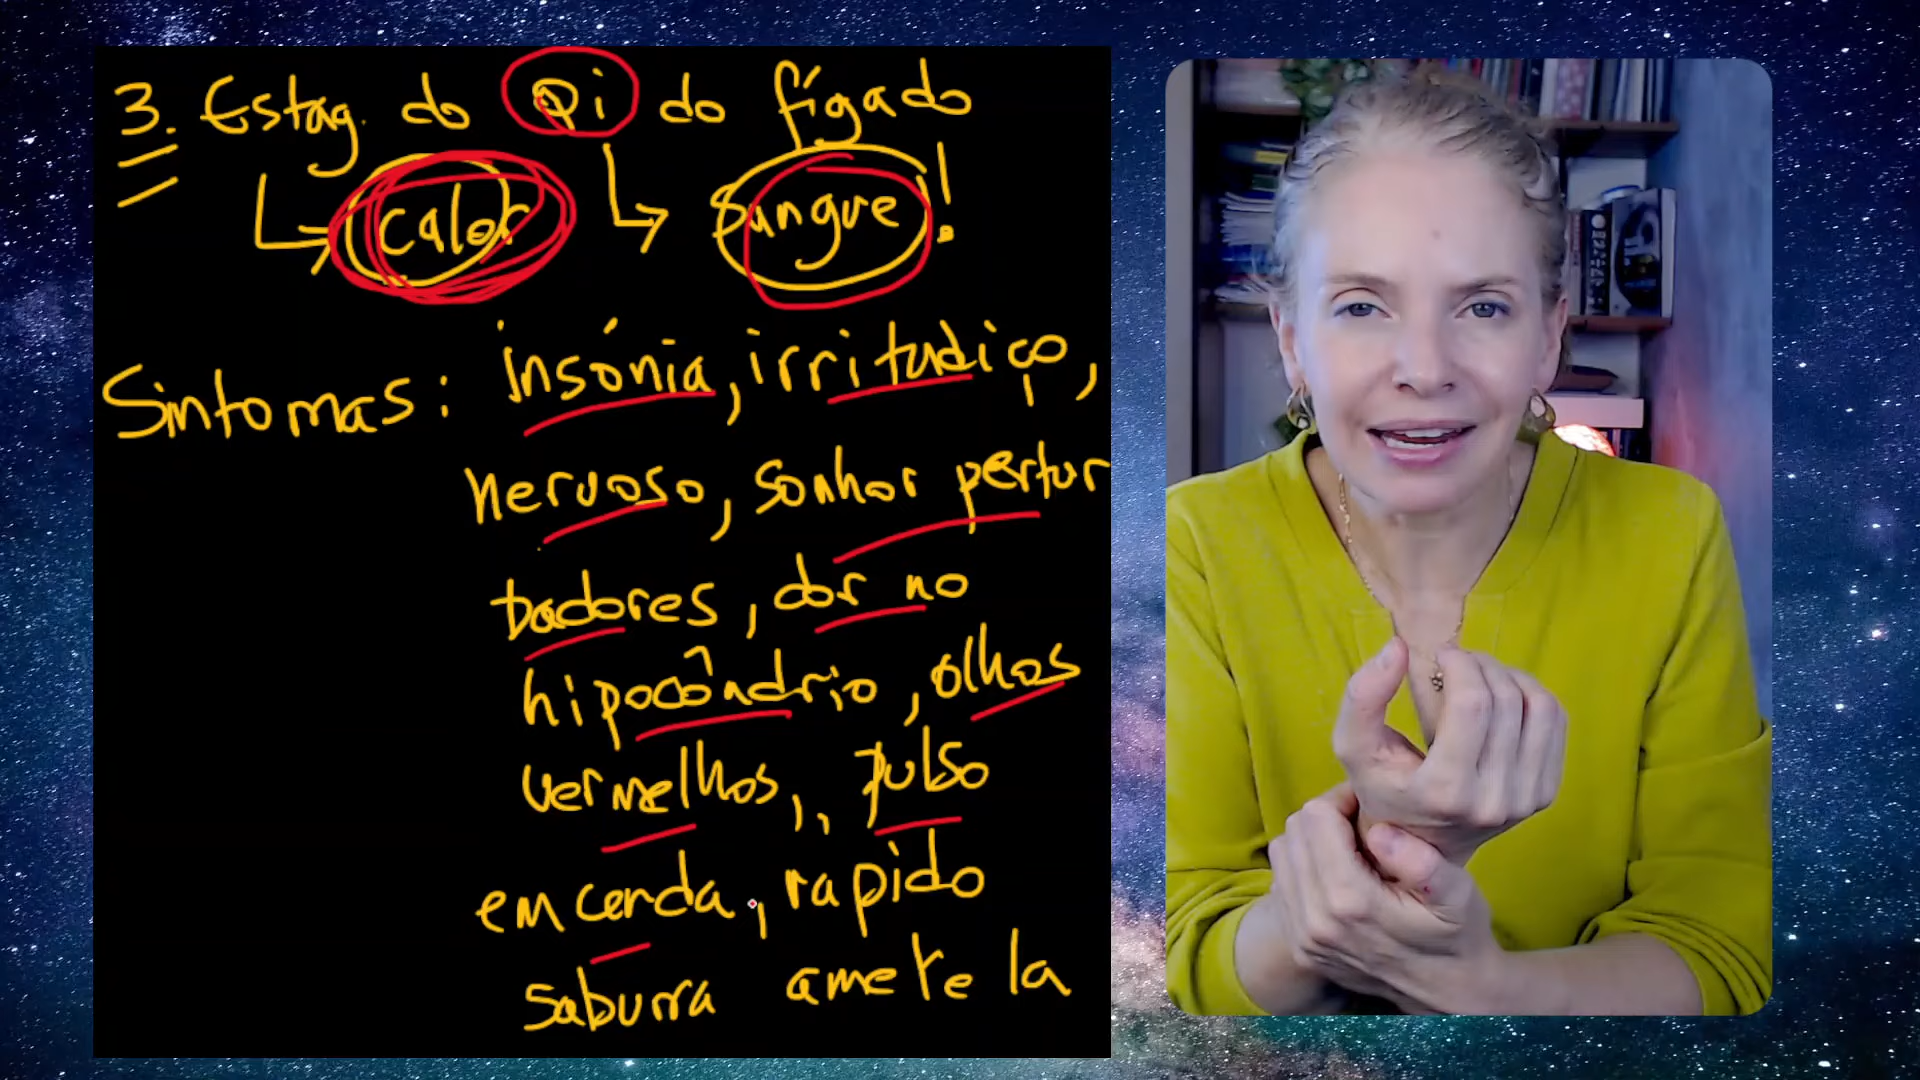 3. Estag. do Qi do fígado
calor sangue!
Sintomas: insónia, irritadiço,
nervoso, sonhos pertur
badores, dor no
hipocôndrio, olhos
vermelhos, pulso
em corda, rapido
saburra amarela